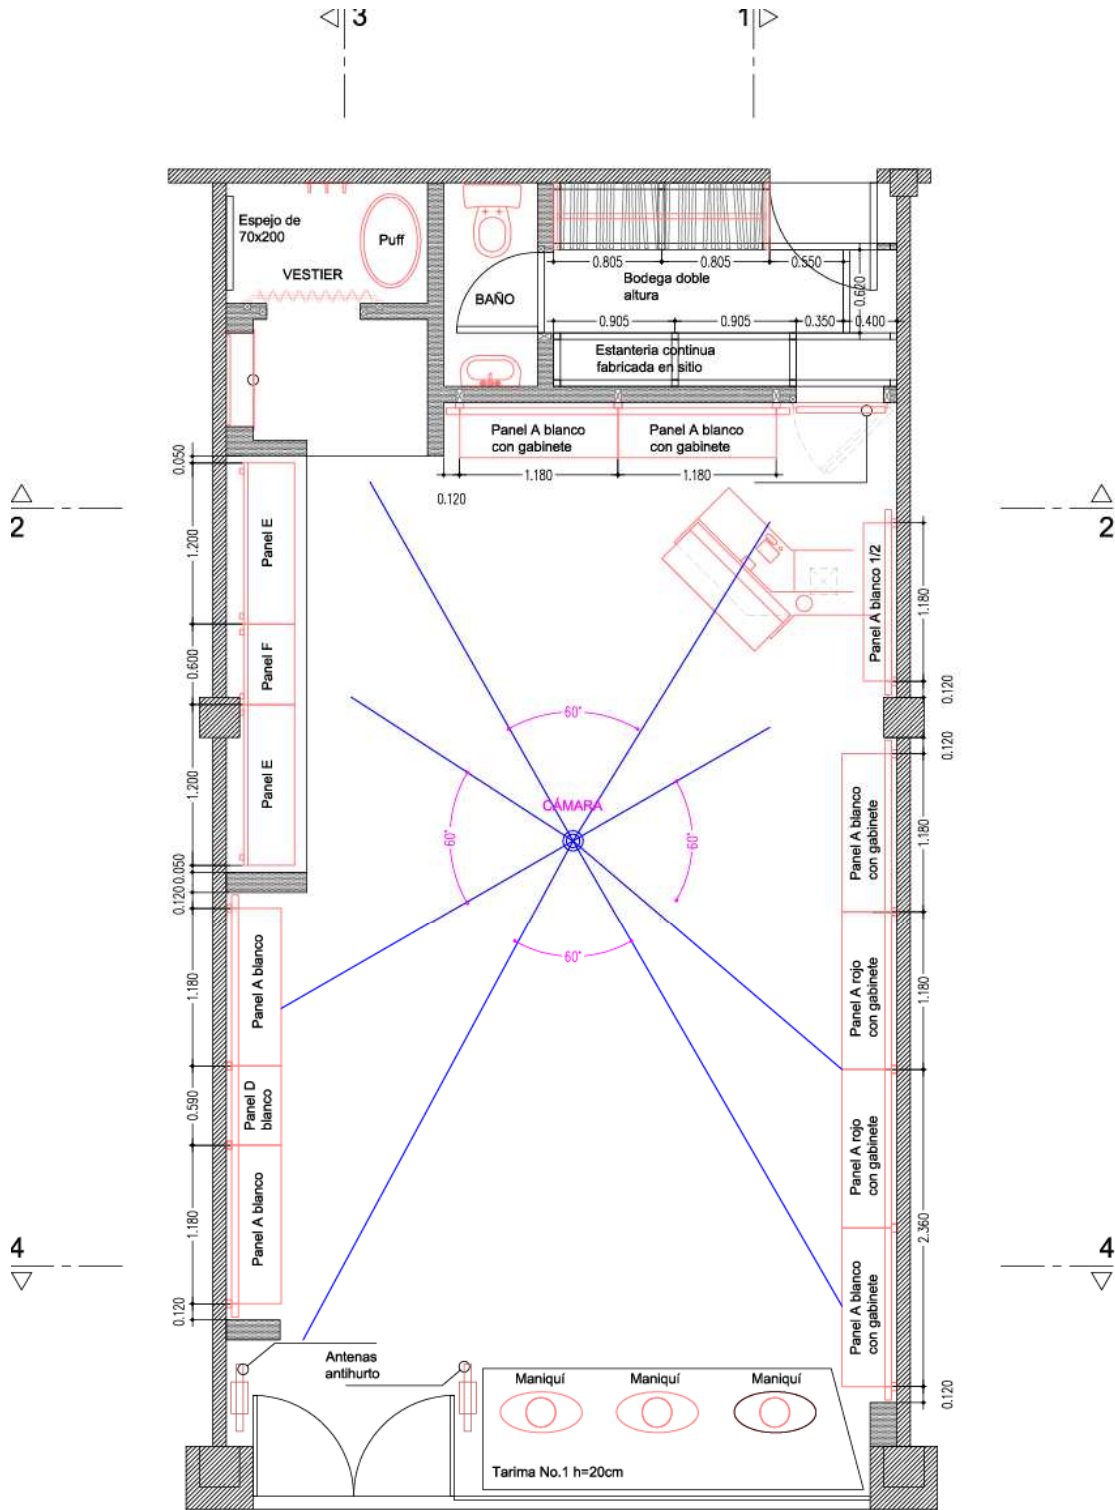 3
1
Espejo de
70x200
Puff
VESTIER
BAÑO
0.805
0.805
0.550
Bodega doble
altura
0.620
0.905
0.905
0.350
0.400
Estanteria continua
fabricada en sitio
Panel A blanco
con gabinete
Panel A blanco
con gabinete
1.180
1.180
0.120
0.050
2
2
1.200
Panel E
Panel A blanco 1/2
1.180
0.600
Panel F
0.120
0.120
1.200
Panel E
60°
CÁMARA
60°
60°
60°
Panel A blanco
con gabinete
1.180
0.050
0.120
1.180
Panel A blanco
Panel A rojo
con gabinete
1.180
0.590
Panel D
blanco
Panel A rojo
con gabinete
2.360
1.180
Panel A blanco
4
4
Panel A blanco
con gabinete
0.120
0.120
Antenas
antihurto
Maniquí
Maniquí
Maniquí
Tarima No.1 h=20cm